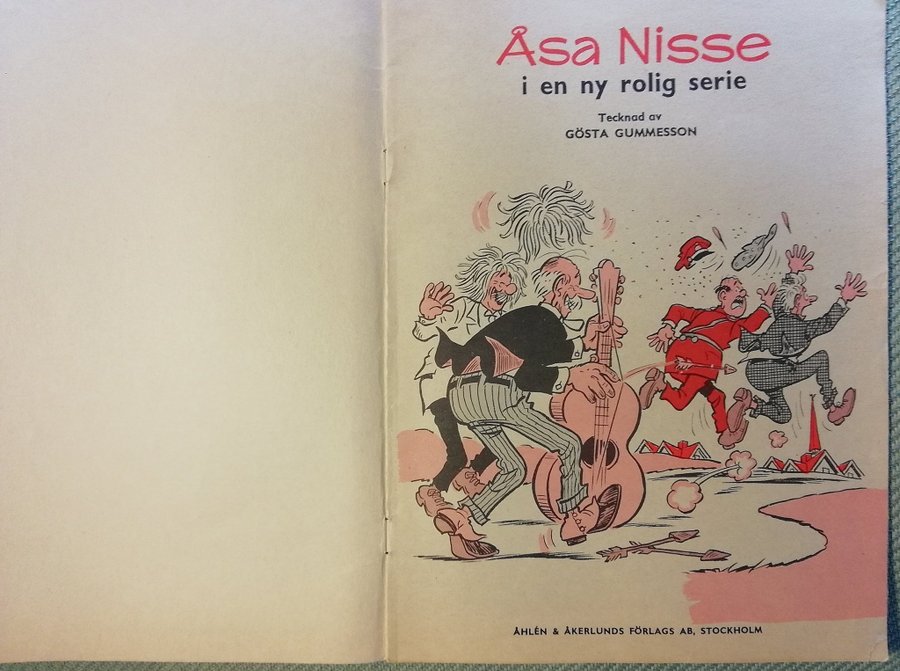 Åsa Nisse
i en ny rolig serie
Tecknad av
GÖSTA GUMMESSON
ÅHLÉN & ÅKERLUNDS FÖRLAGS AB, STOCKHOLM